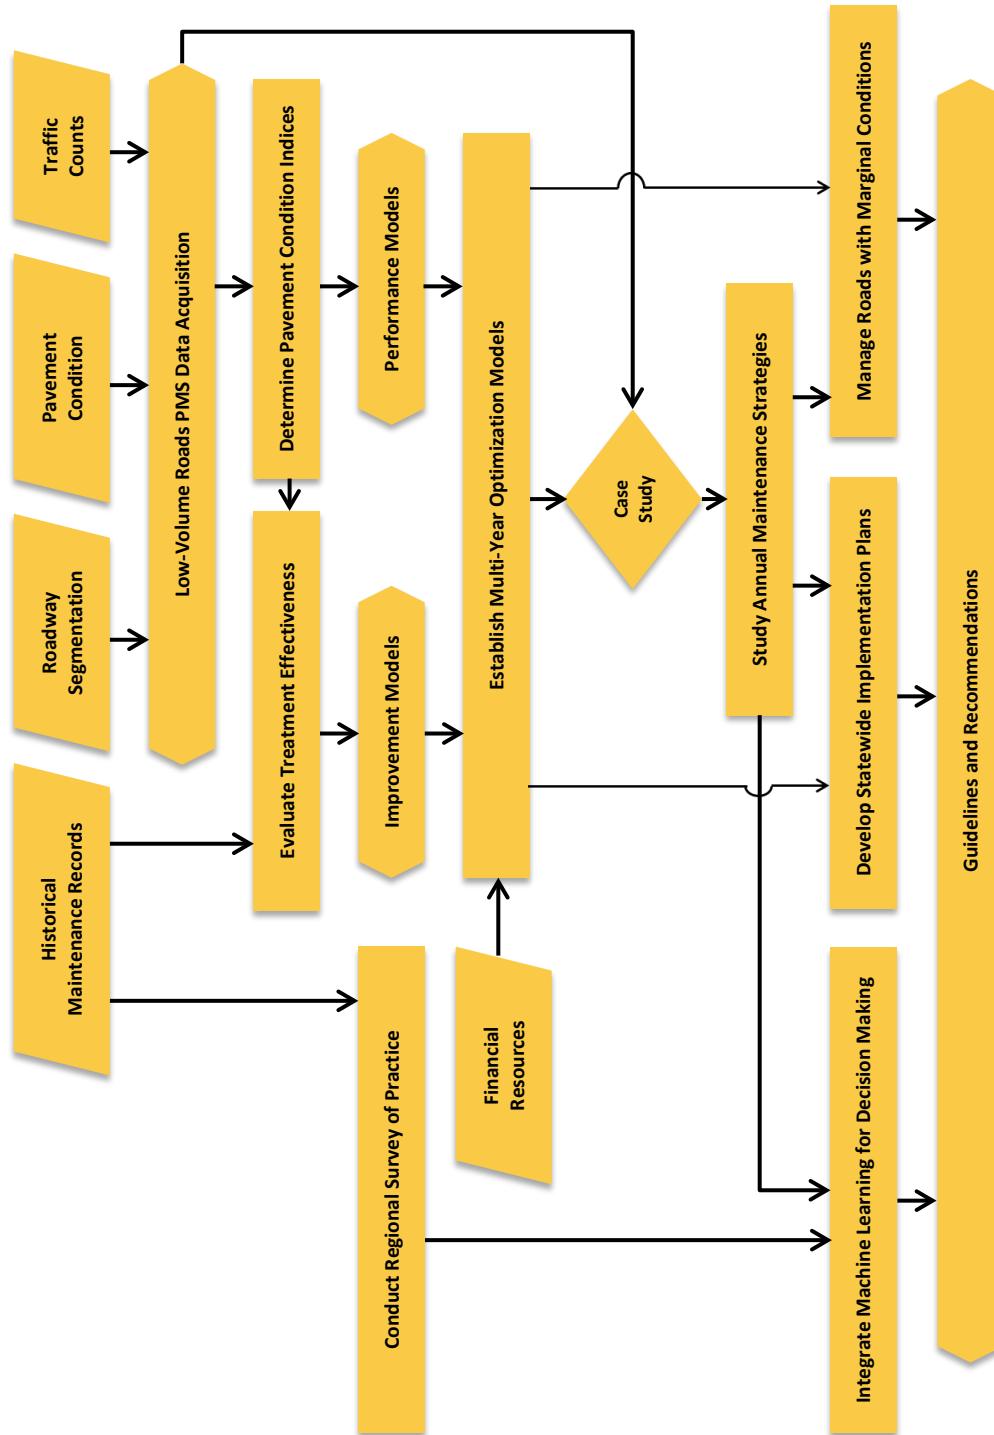 Historical
Maintenance Records
Roadway
Segmentation
Pavement
Condition
Traffic
Counts
Low-Volume Roads PMS Data Acquisition
Evaluate Treatment Effectiveness
Determine Pavement Condition Indices
Conduct Regional Survey of Practice
Improvement Models
Performance Models
Financial
Resources
Establish Multi-Year Optimization Models
Case
Study
Study Annual Maintenance Strategies
Integrate Machine Learning for Decision Making
Develop Statewide Implementation Plans
Manage Roads with Marginal Conditions
Guidelines and Recommendations